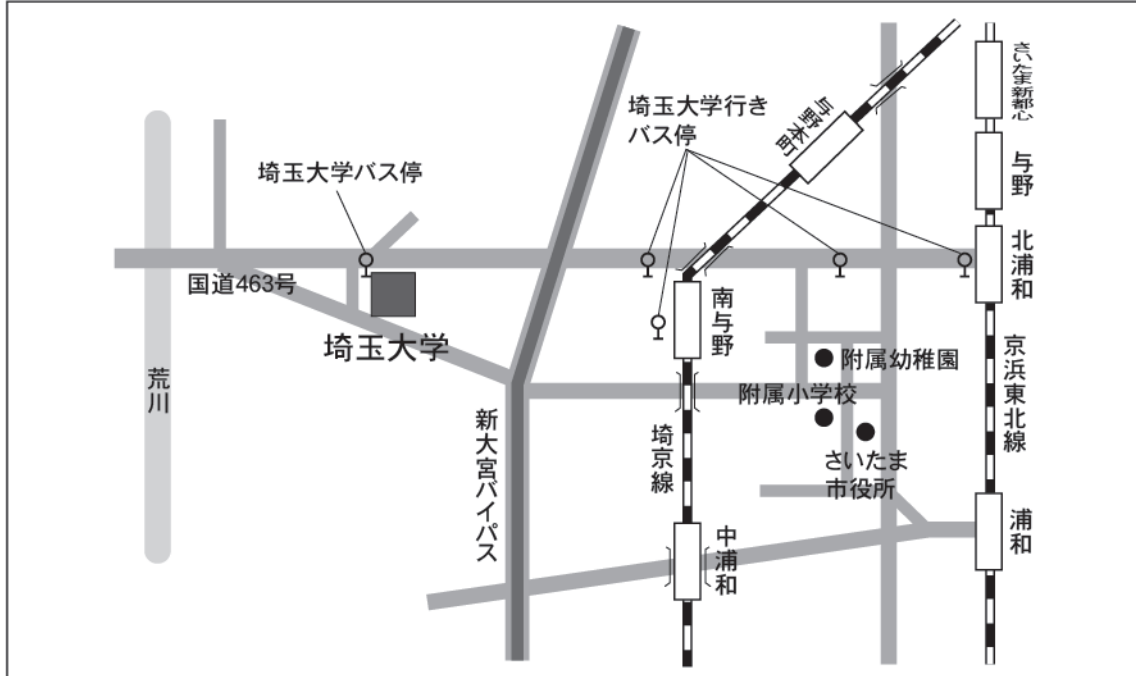 さいたま新都心
与野本町
埼玉大学行き
バス停
与野
埼玉大学バス停
北浦和
国道463号
南与野
埼玉大学
附属幼稚園
京浜東北線
荒川
附属小学校
新大宮バイパス
埼京線
さいたま
市役所
浦和
中浦和